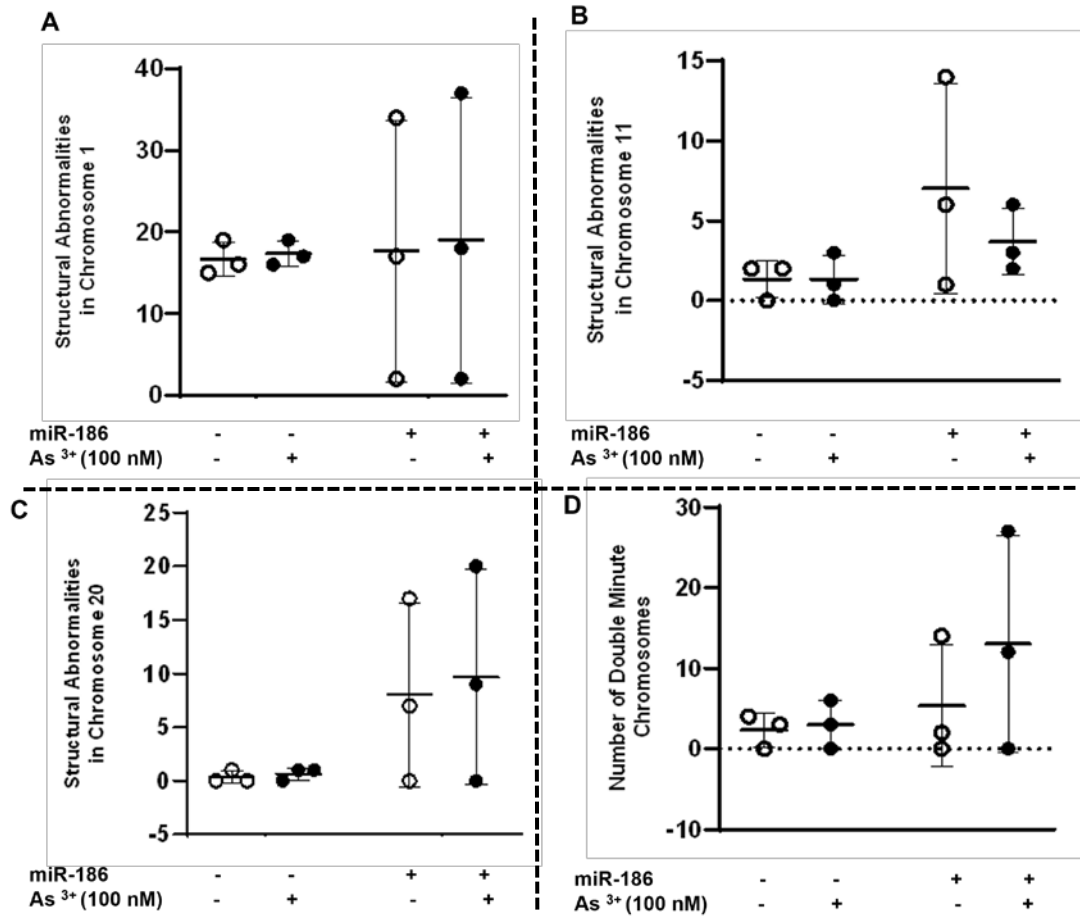 A
Structural Abnormalities
in Chromosome 1
40
30
20
10
0
miR-186 - - + +
As 3+ (100 nM) - + - +
B
Structural Abnormalities
in Chromosome 11
15
10
5
0
-5
miR-186 - - + +
As 3+ (100 nM) - + - +
C
Structural Abnormalities
in Chromosome 20
25
20
15
10
5
0
-5
miR-186 - - + +
As 3+ (100 nM) - + - +
D
Number of Double Minute
Chromosomes
30
20
10
0
-10
miR-186 - - + +
As 3+ (100 nM) - + - +